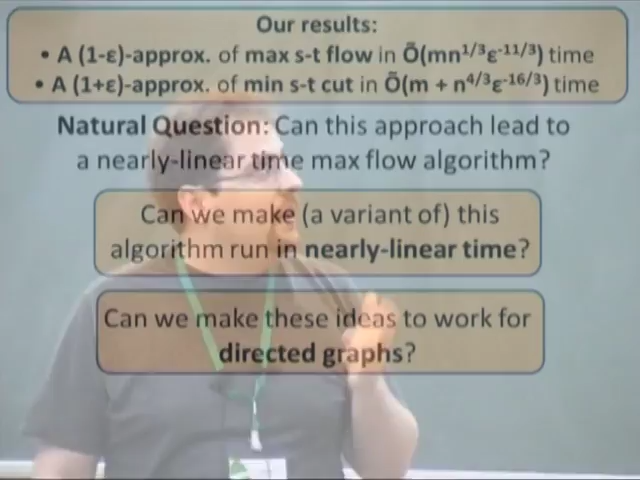 Our results:
• A (1-ε)-approx. of max s-t flow in Õ(mn^{1/3}ε^{-11/3}) time
• A (1+ε)-approx. of min s-t cut in Õ(m + n^{4/3}ε^{-16/3}) time
Natural Question: Can this approach lead to
a nearly-linear time max flow algorithm?
Can we make (a variant of) this
algorithm run in nearly-linear time?
Can we make these ideas to work for
directed graphs?